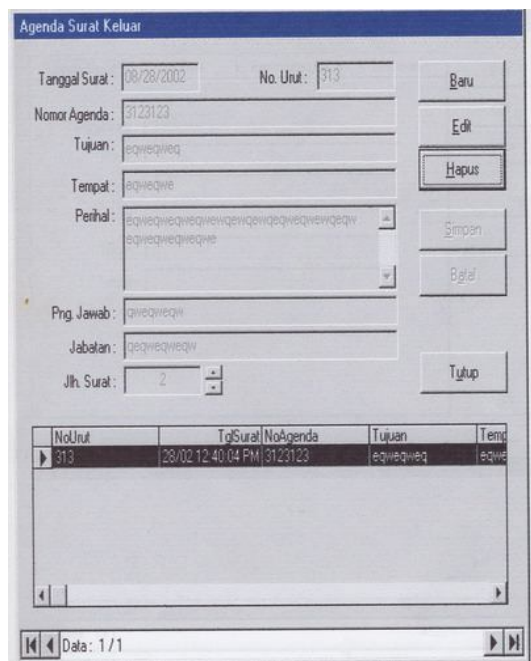 Agenda Surat Keluar
Tanggal Surat : 08/28/2002 No. Urut : 313 Baru
Nomor Agenda : 3123123 Edit
Tujuan : eqweqweq
Hapus
Tempat : eqweqwe
Perihal : eqweqweqweqwewqewqewqeqweqwewqeqw
eqweqweqweqwe
Simpan
Batal
Png. Jawab : qweqweqw
Jabatan : qeqweqweqw
Jlh. Surat : 2 Tutup
NoUrut TglSurat NoAgenda Tujuan Temp
313 28/02 12:40:04 PM 3123123 eqweqweq eqwe
Data : 1 / 1